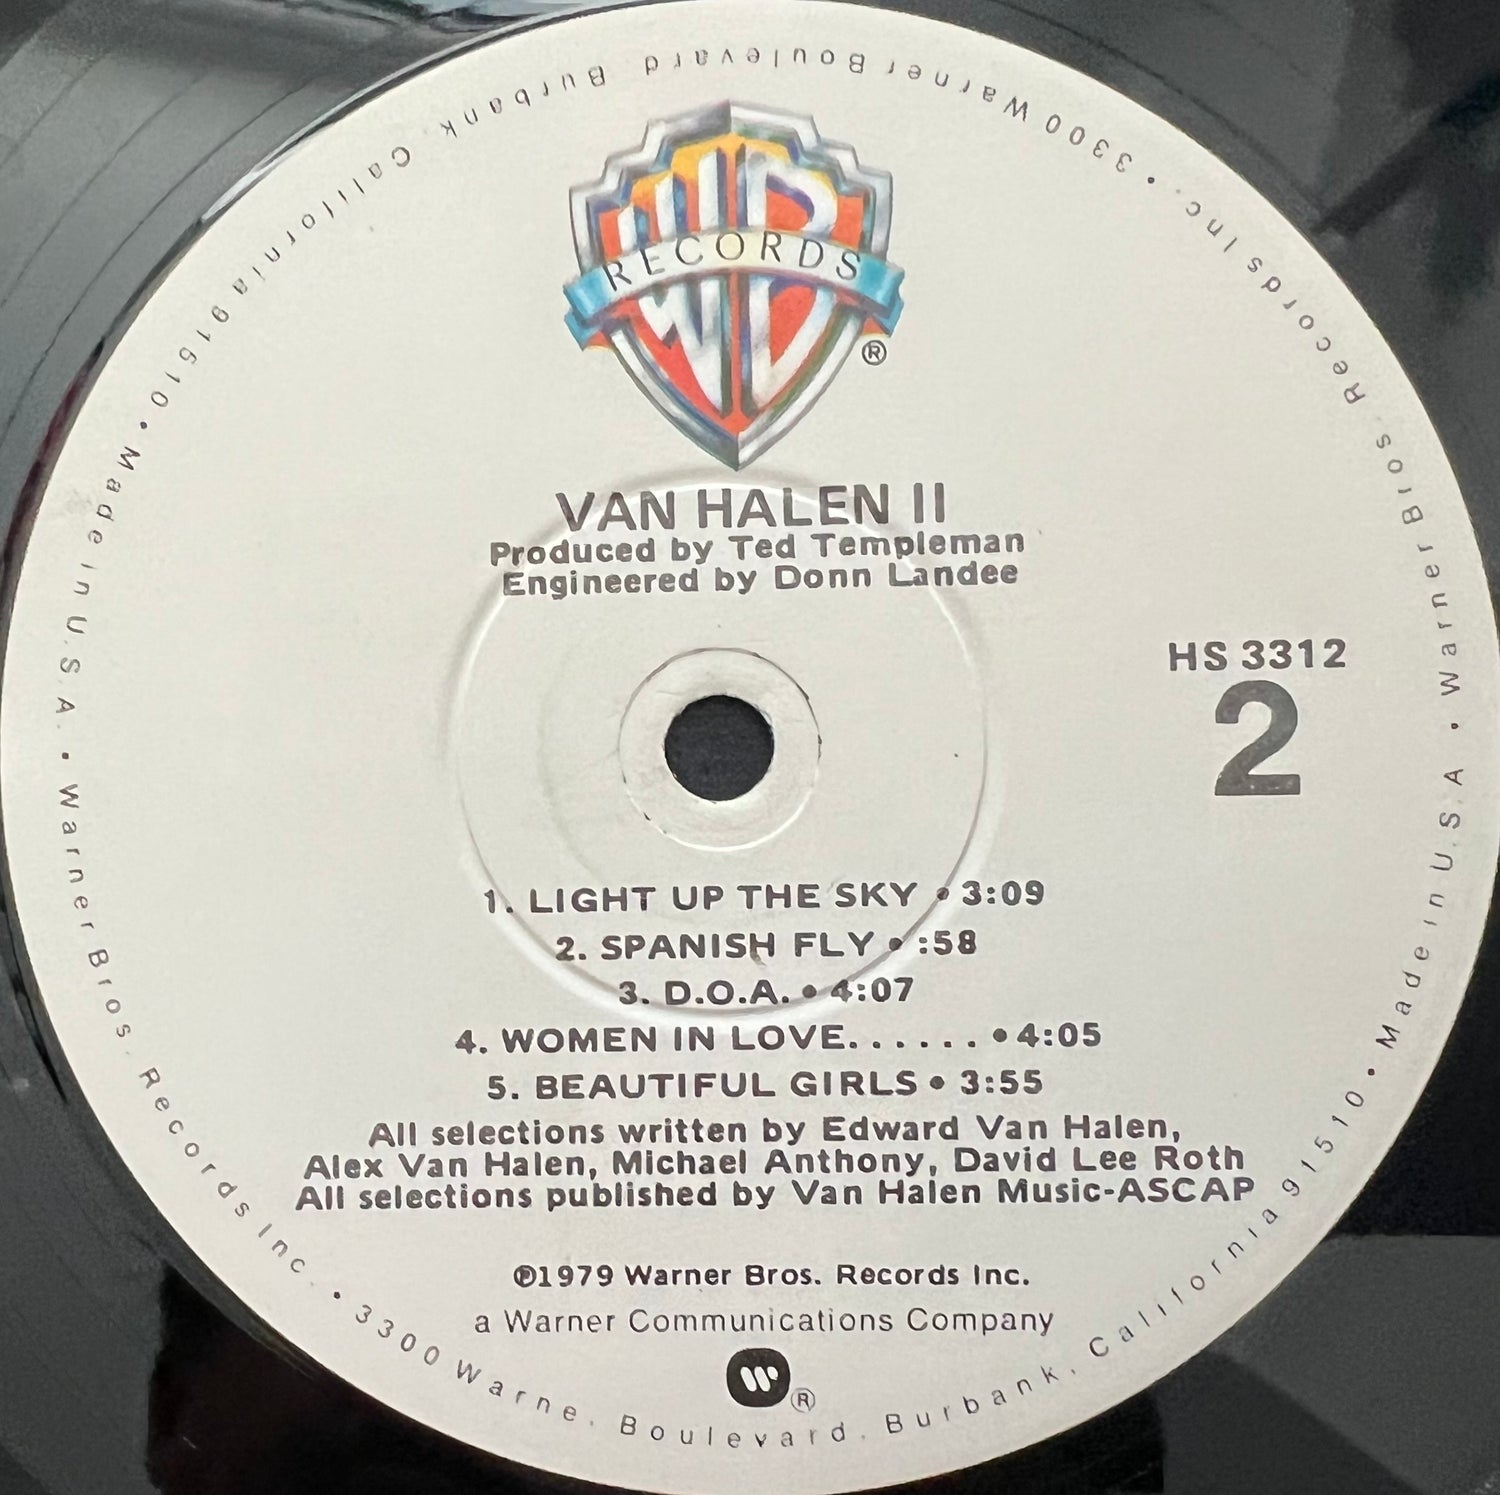 WB
RECORDS
®
VAN HALEN II
Produced by Ted Templeman
Engineered by Donn Landee
HS 3312
2
1. LIGHT UP THE SKY • 3:09
2. SPANISH FLY • :58
3. D.O.A. • 4:07
4. WOMEN IN LOVE. . . . . . • 4:05
5. BEAUTIFUL GIRLS • 3:55
All selections written by Edward Van Halen,
Alex Van Halen, Michael Anthony, David Lee Roth
All selections published by Van Halen Music-ASCAP
℗1979 Warner Bros. Records Inc.
a Warner Communications Company
W ®
Made in U.S.A. • Warner Bros. Records Inc. • 3300 Warne. Boulevard. Burbank. California 91510 • Made in U.S.A • Warner Bros. Records Inc. • 3300 Warner Boulevard Burbank California 91510 •